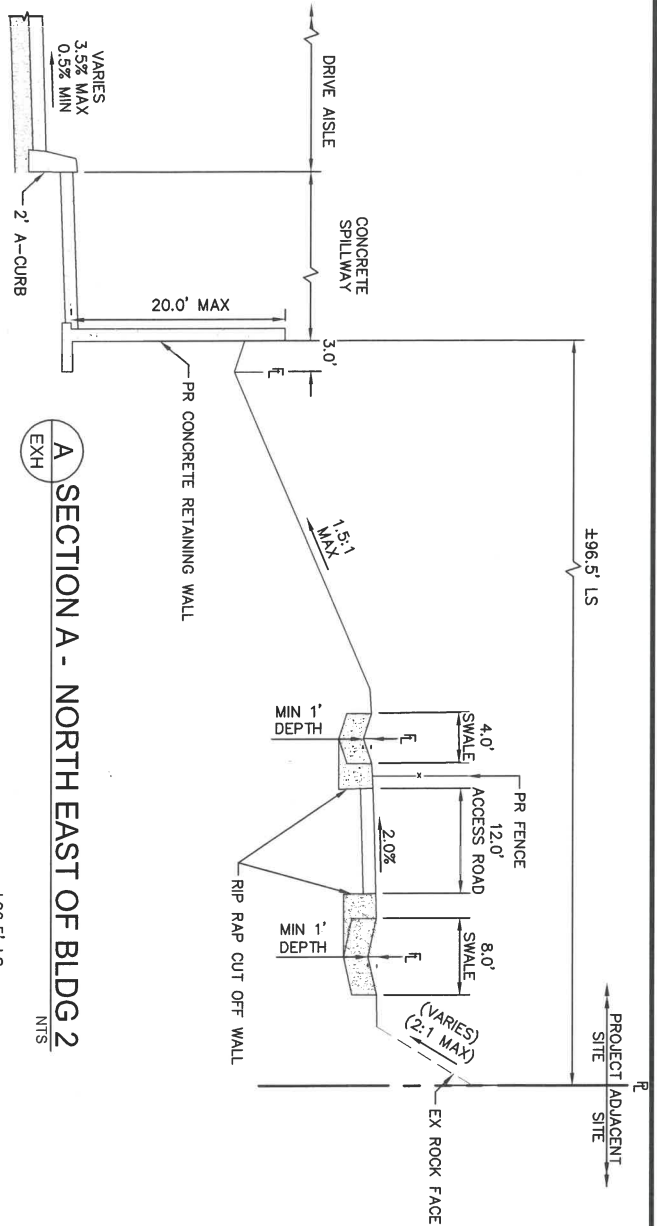 PROJECT ADJACENT
SITE SITE
PL
±96.5' LS
DRIVE AISLE
CONCRETE
SPILLWAY
3.0'
FL
20.0' MAX
PR CONCRETE RETAINING WALL
VARIES
3.5% MAX
0.5% MIN
2' A-CURB
1.5:1
MAX
4.0'
SWALE
MIN 1'
DEPTH
FL
PR FENCE
12.0'
ACCESS ROAD
2.0%
RIP RAP CUT OFF WALL
8.0'
SWALE
MIN 1'
DEPTH
FL
(VARIES)
(2:1 MAX)
EX ROCK FACE
A
EXH
SECTION A - NORTH EAST OF BLDG 2
NTS